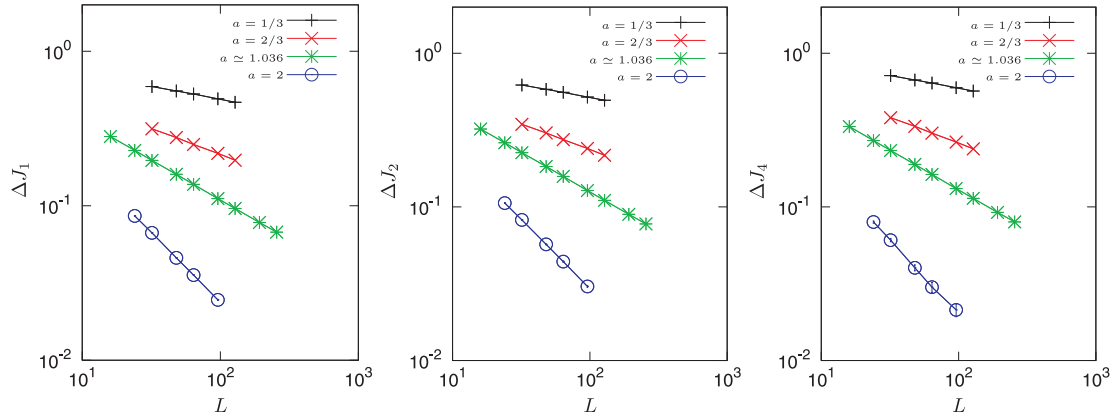 10^0
10^-1
10^-2
ΔJ_1
10^1
10^2
10^3
L
a = 1/3
a = 2/3
a ≃ 1.036
a = 2
10^0
10^-1
10^-2
ΔJ_2
10^1
10^2
10^3
L
a = 1/3
a = 2/3
a ≃ 1.036
a = 2
10^0
10^-1
10^-2
ΔJ_4
10^1
10^2
10^3
L
a = 1/3
a = 2/3
a ≃ 1.036
a = 2